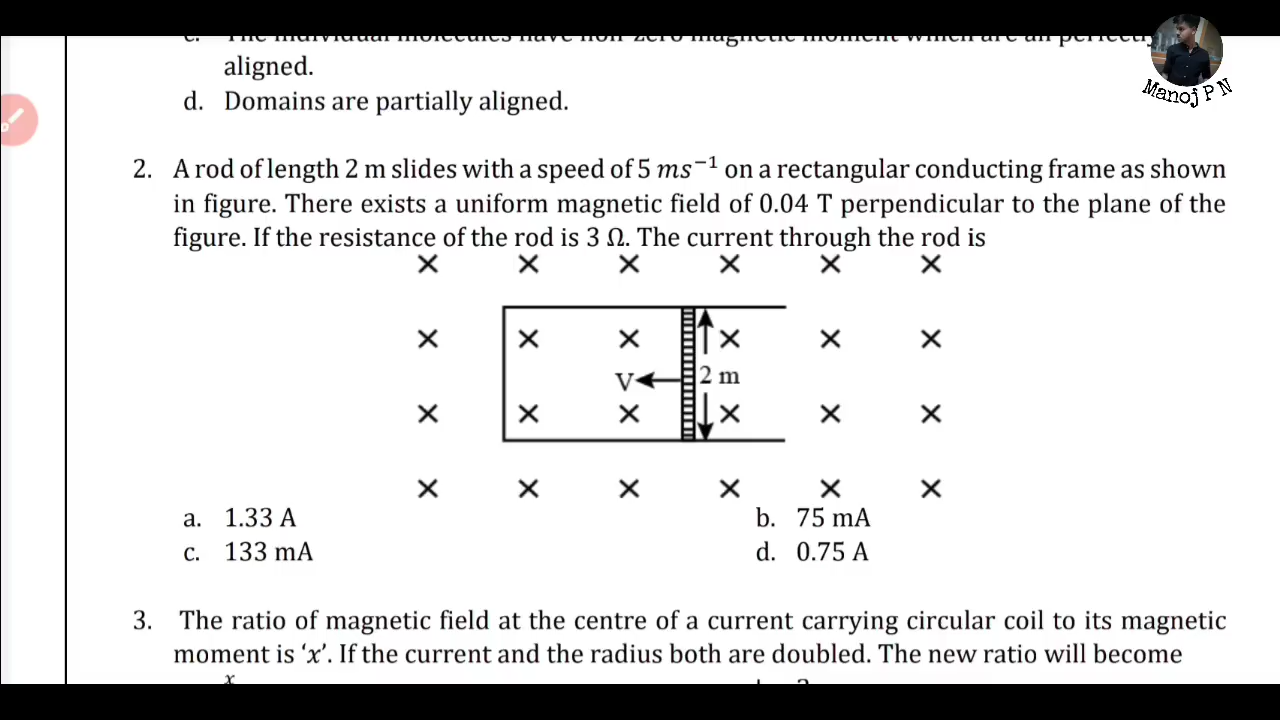 aligned.
d. Domains are partially aligned.
Manoj P N
2. A rod of length 2 m slides with a speed of 5 ms⁻¹ on a rectangular conducting frame as shown
in figure. There exists a uniform magnetic field of 0.04 T perpendicular to the plane of the
figure. If the resistance of the rod is 3 Ω. The current through the rod is
V
2 m
a. 1.33 A
b. 75 mA
c. 133 mA
d. 0.75 A
3. The ratio of magnetic field at the centre of a current carrying circular coil to its magnetic
moment is ‘x’. If the current and the radius both are doubled. The new ratio will become